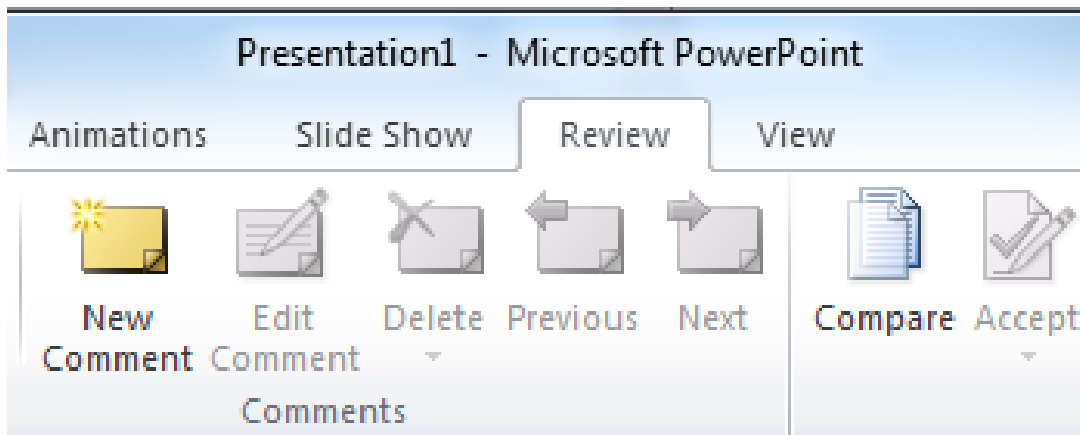 Presentation1 - Microsoft PowerPoint
Animations Slide Show Review View
New Edit Delete Previous Next Compare Accept
Comment Comment
Comments